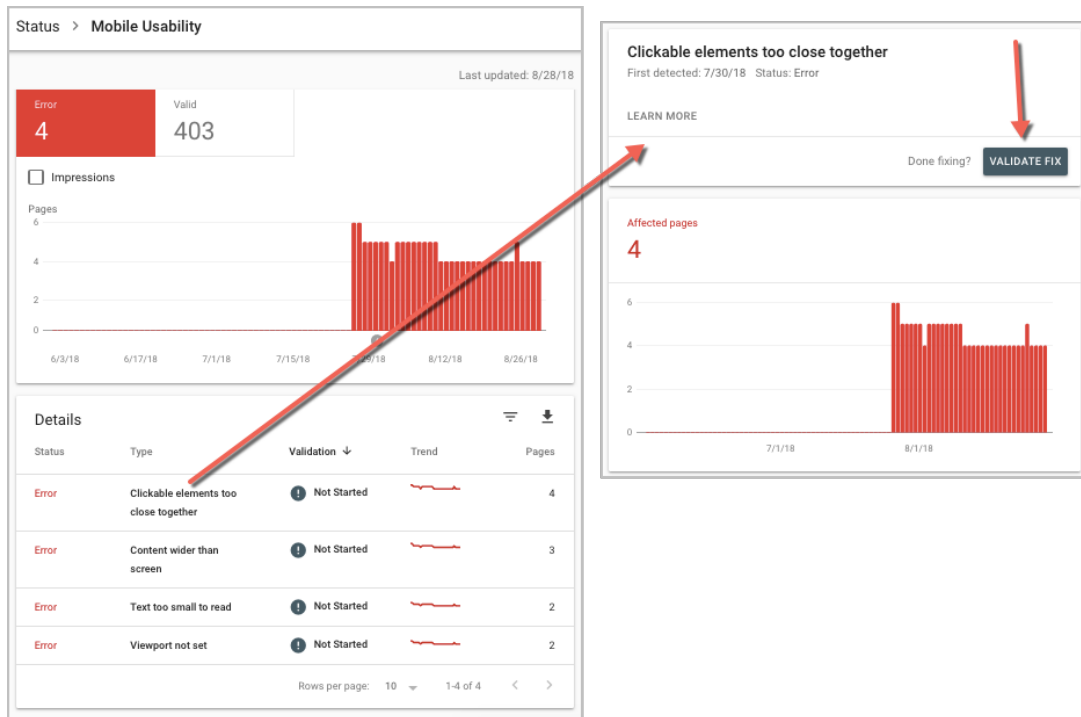 Status > Mobile Usability
Last updated: 8/28/18
Error
4
Valid
403
Impressions
Pages
6
4
2
0
6/3/18 6/17/18 7/1/18 7/15/18 7/29/18 8/12/18 8/26/18
Details
Status Type Validation Trend Pages
Error Clickable elements too Not Started 4
close together
Error Content wider than Not Started 3
screen
Error Text too small to read Not Started 2
Error Viewport not set Not Started 2
Rows per page: 10 1-4 of 4 < >
Clickable elements too close together
First detected: 7/30/18 Status: Error
LEARN MORE
Done fixing? VALIDATE FIX
Affected pages
4
6
4
2
0
7/1/18 8/1/18